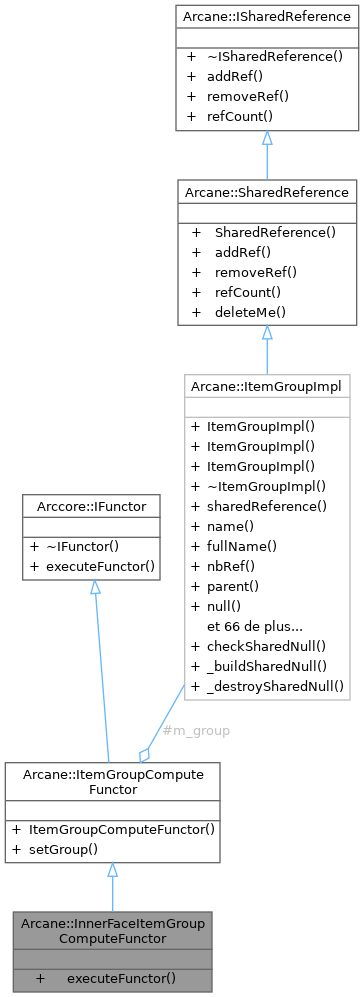 Arcane::ISharedReference
+ ~ISharedReference()
+ addRef()
+ removeRef()
+ refCount()
Arcane::SharedReference
+ SharedReference()
+ addRef()
+ removeRef()
+ refCount()
+ deleteMe()
Arcane::ItemGroupImpl
+ ItemGroupImpl()
+ ItemGroupImpl()
+ ItemGroupImpl()
+ ~ItemGroupImpl()
+ sharedReference()
+ name()
+ fullName()
+ nbRef()
+ parent()
+ null()
et 66 de plus...
+ checkSharedNull()
+ _buildSharedNull()
+ _destroySharedNull()
Arccore::IFunctor
+ ~IFunctor()
+ executeFunctor()
#m_group
Arcane::ItemGroupCompute
Functor
+ ItemGroupComputeFunctor()
+ setGroup()
Arcane::InnerFaceItemGroup
ComputeFunctor
+ executeFunctor()